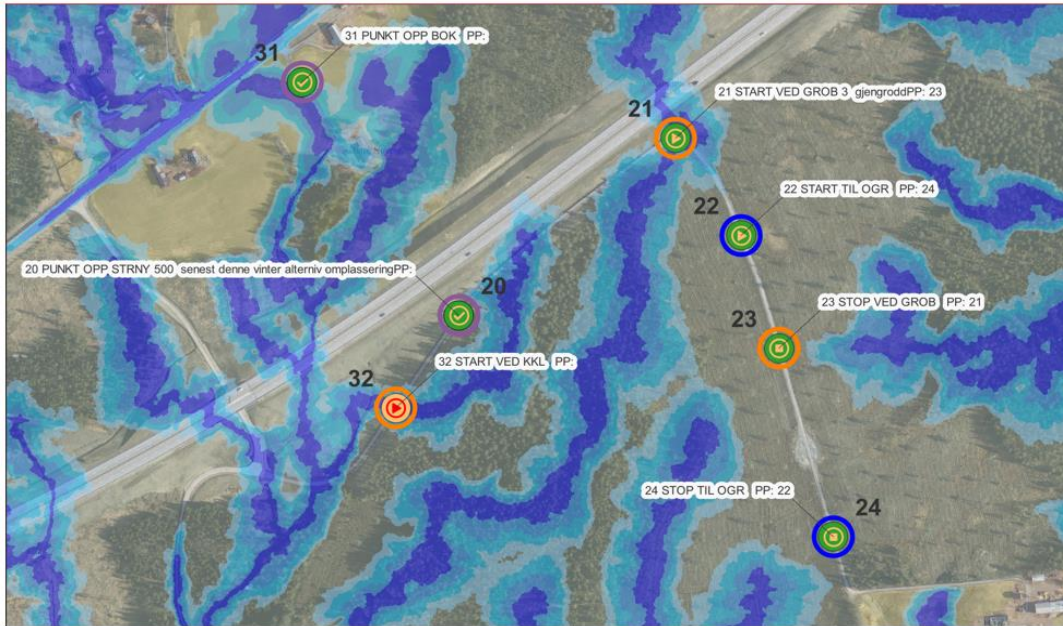 31
31 PUNKT OPP BOK PP:
21
21 START VED GROB 3 gjengroddPP: 23
22
22 START TIL OGR PP: 24
20 PUNKT OPP STRNY 500 senest denne vinter alterniv omplasseringPP:
20
23
23 STOP VED GROB PP: 21
32
32 START VED KKL PP:
24 STOP TIL OGR PP: 22
24